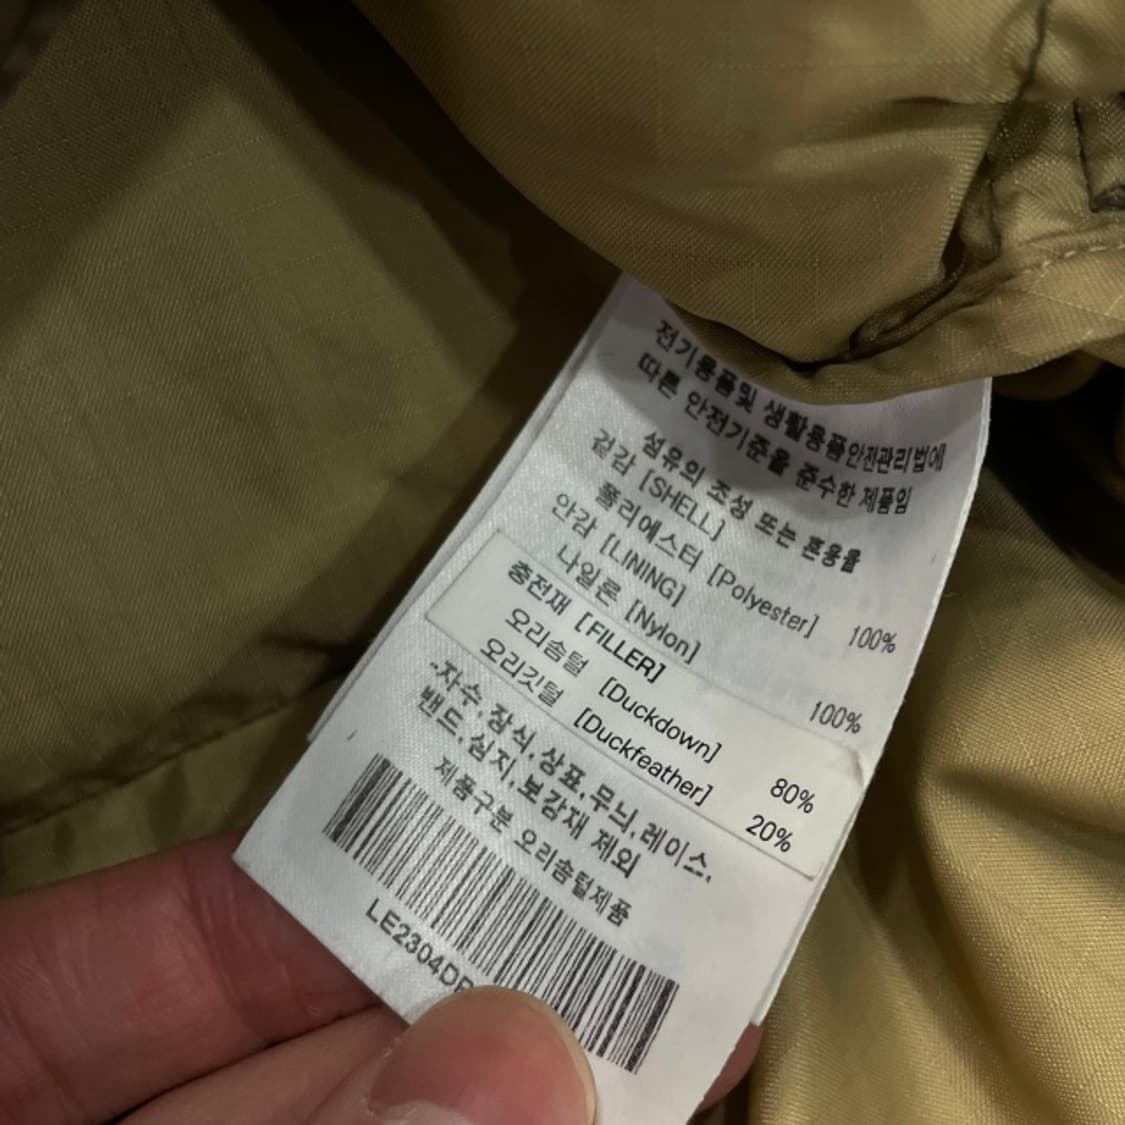 전기용품및 생활용품안전관리법에
따른 안전기준을 준수한 제품임
섬유의 조성 또는 혼용율
겉감 [SHELL]
폴리에스터 [Polyester] 100%
안감 [LINING]
나일론 [Nylon] 100%
충전재 [FILLER]
오리솜털 [Duckdown] 80%
오리깃털 [Duckfeather] 20%
··자수, 장식, 상표, 무늬, 레이스,
밴드, 심지, 보강재 제외
제품구분 오리솜털제품